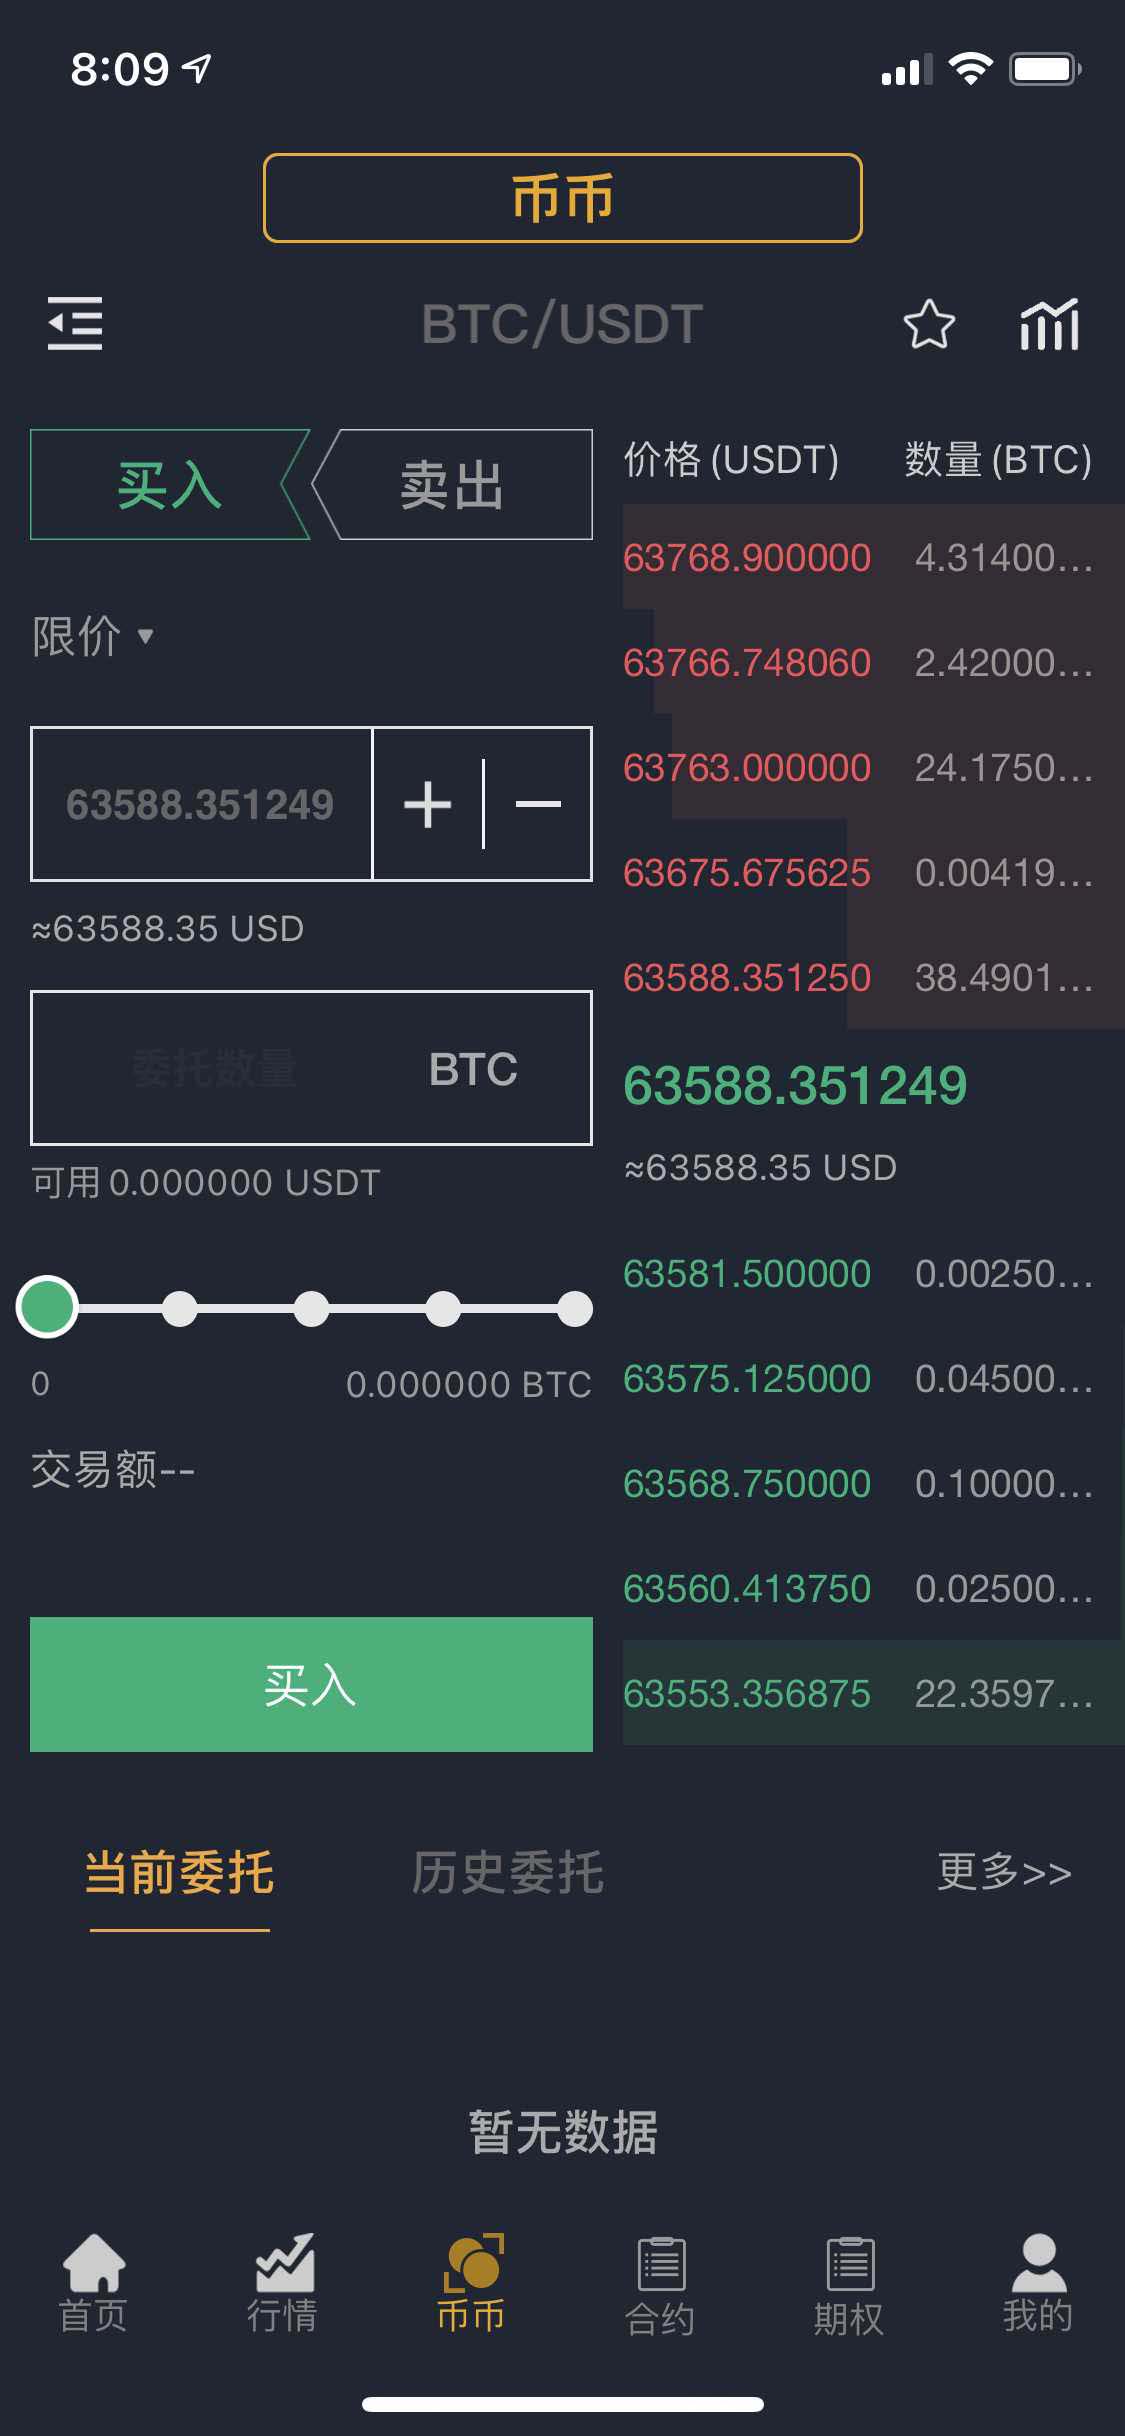 8:09
币币
BTC/USDT
买入
卖出
限价
63588.351249
≈63588.35 USD
委托数量 BTC
可用 0.000000 USDT
0 0.000000 BTC
交易额--
买入
价格 (USDT) 数量 (BTC)
63768.900000 4.31400...
63766.748060 2.42000...
63763.000000 24.1750...
63675.675625 0.00419...
63588.351250 38.4901...
63588.351249
≈63588.35 USD
63581.500000 0.00250...
63575.125000 0.04500...
63568.750000 0.10000...
63560.413750 0.02500...
63553.356875 22.3597...
当前委托 历史委托 更多>>
暂无数据
首页 行情 币币 合约 期权 我的